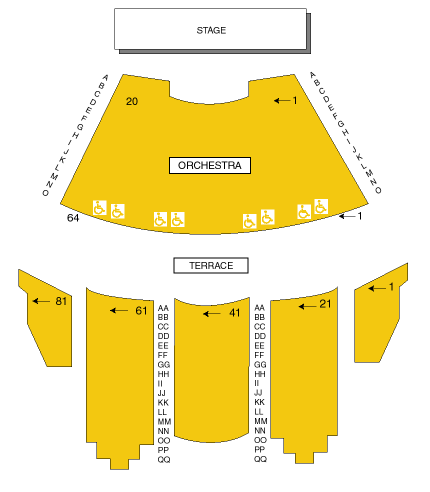 STAGE
A
B
C
D
E
F
G
H
I
J
K
L
M
N
O
20
1
A
B
C
D
E
F
G
H
I
J
K
L
M
N
O
ORCHESTRA
64
1
TERRACE
81
61
41
21
1
AA
BB
CC
DD
EE
FF
GG
HH
II
JJ
KK
LL
MM
NN
OO
PP
QQ
AA
BB
CC
DD
EE
FF
GG
HH
II
JJ
KK
LL
MM
NN
OO
PP
QQ